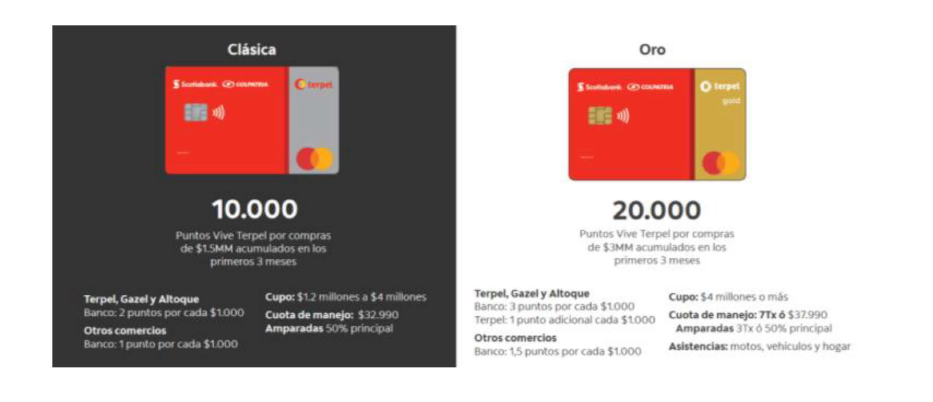 Clásica
Scotiabank COLPATRIA
terpel
10.000
Puntos Vive Terpel por compras
de $1.5MM acumulados en los
primeros 3 meses
Terpel, Gazel y Altoque
Banco: 2 puntos por cada $1.000
Otros comercios
Banco: 1 punto por cada $1.000
Cupo: $1.2 millones a $4 millones
Cuota de manejo: $32.990
Amparadas 50% principal
Oro
Scotiabank COLPATRIA
terpel
gold
20.000
Puntos Vive Terpel por compras
de $3MM acumulados en los
primeros 3 meses
Terpel, Gazel y Altoque
Banco: 3 puntos por cada $1.000
Terpel: 1 punto adicional cada $1.000
Otros comercios
Banco: 1,5 puntos por cada $1.000
Cupo: $4 millones o más
Cuota de manejo: 7Tx ó $37.990
Amparadas 3Tx ó 50% principal
Asistencias: motos, vehículos y hogar